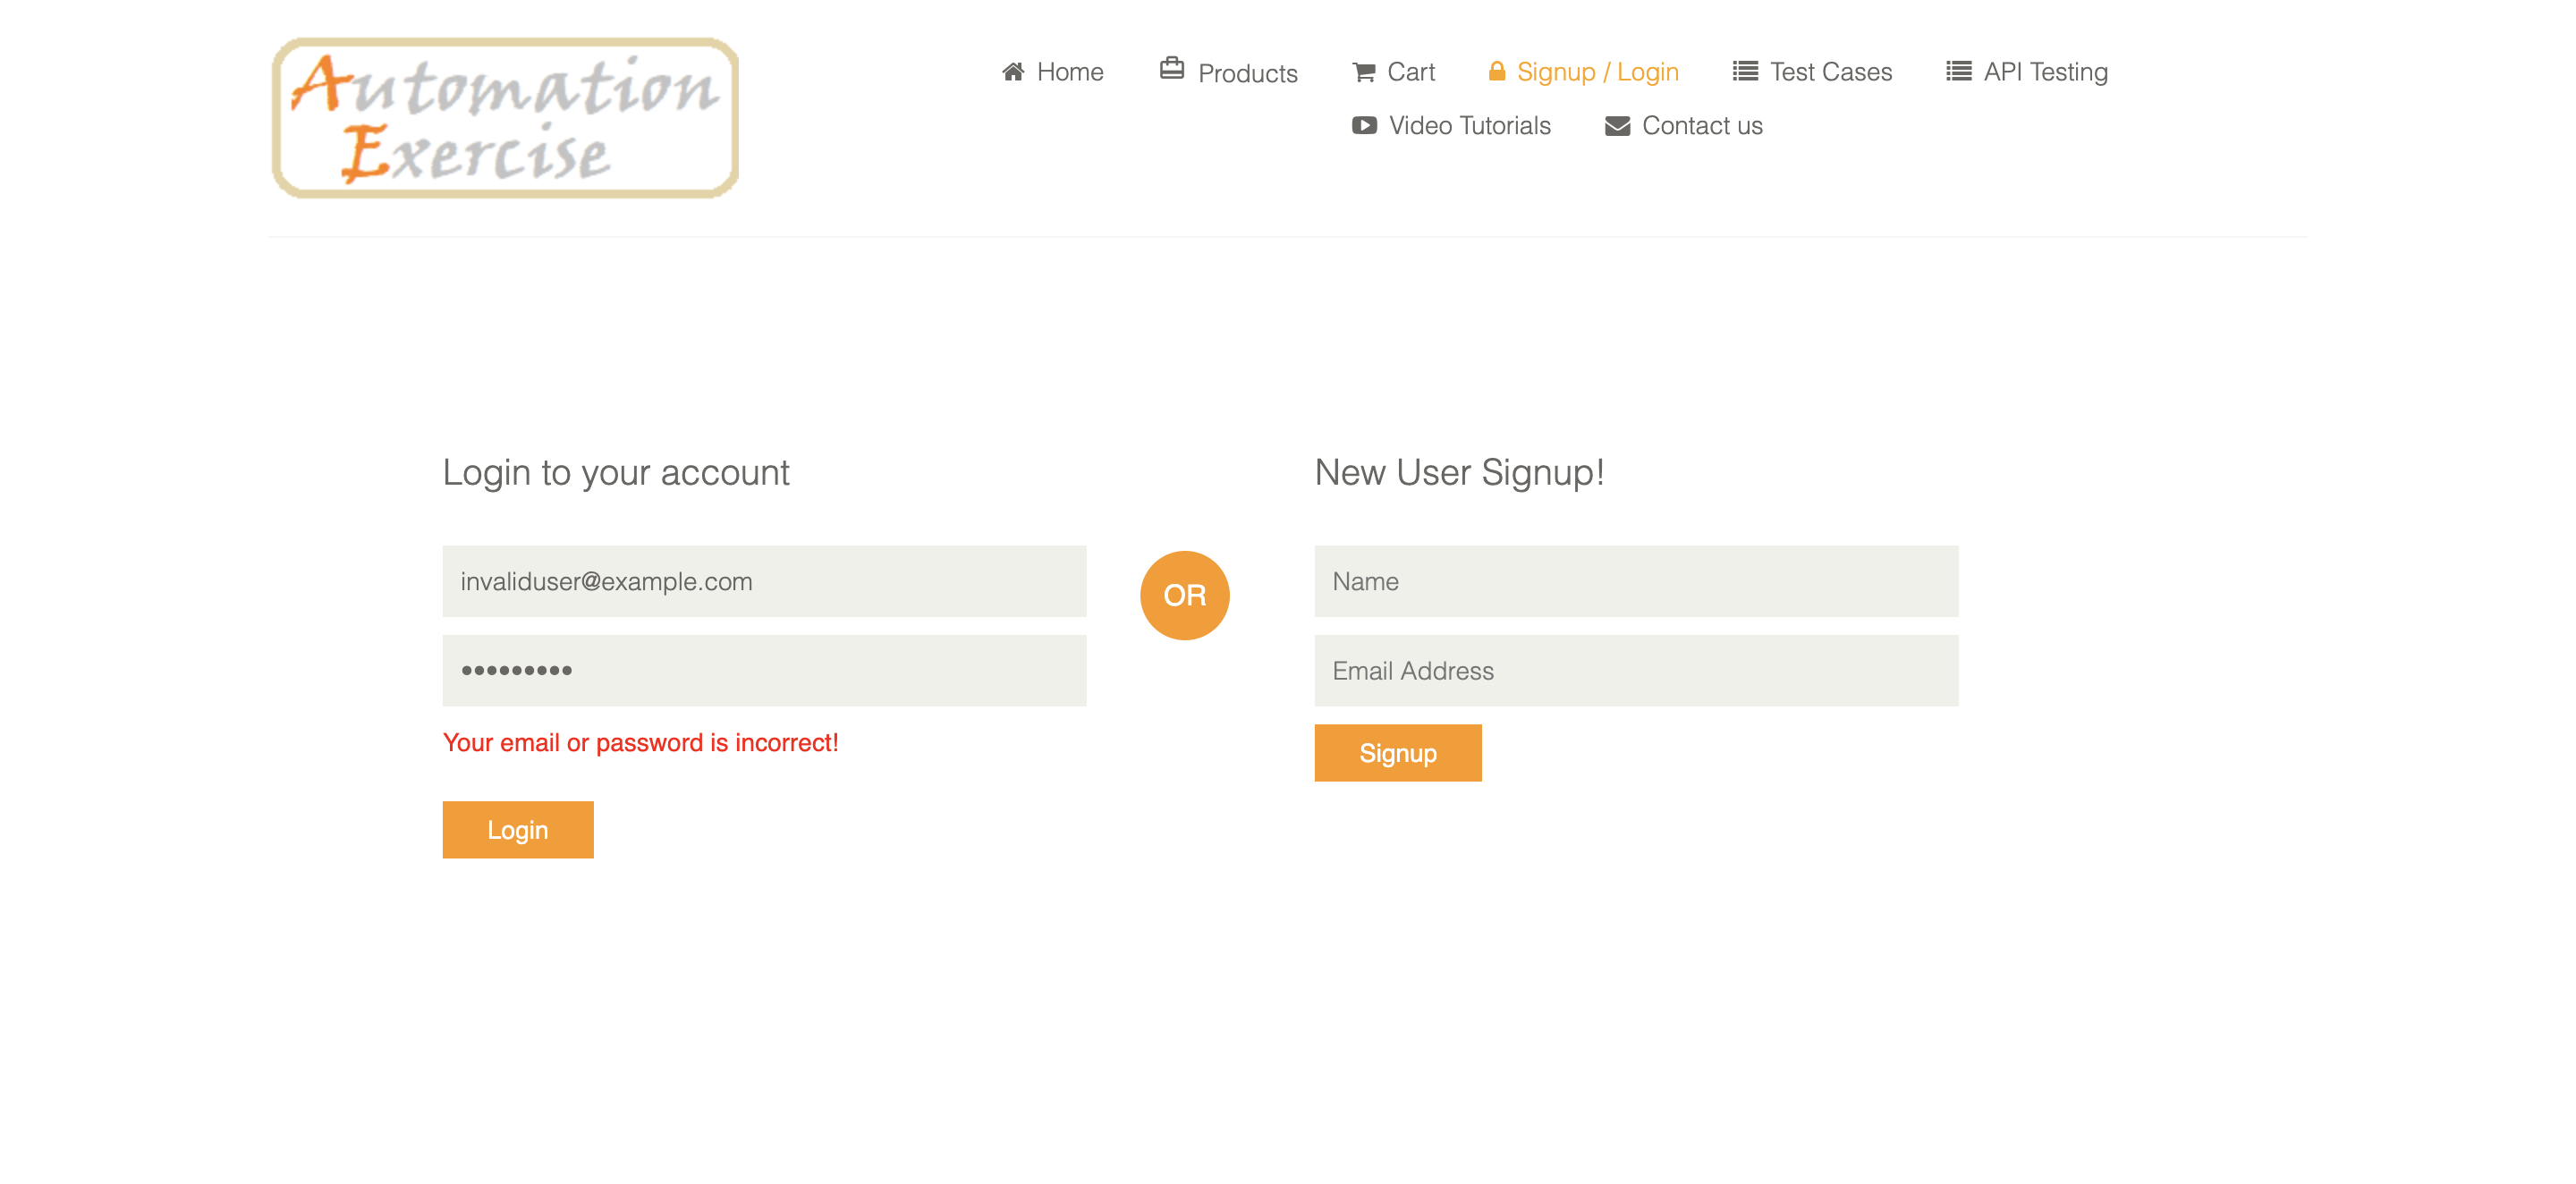 Automation
Exercise
Home Products Cart Signup / Login Test Cases API Testing
Video Tutorials Contact us
Login to your account
invaliduser@example.com
•••••••••
Your email or password is incorrect!
Login
OR
New User Signup!
Name
Email Address
Signup